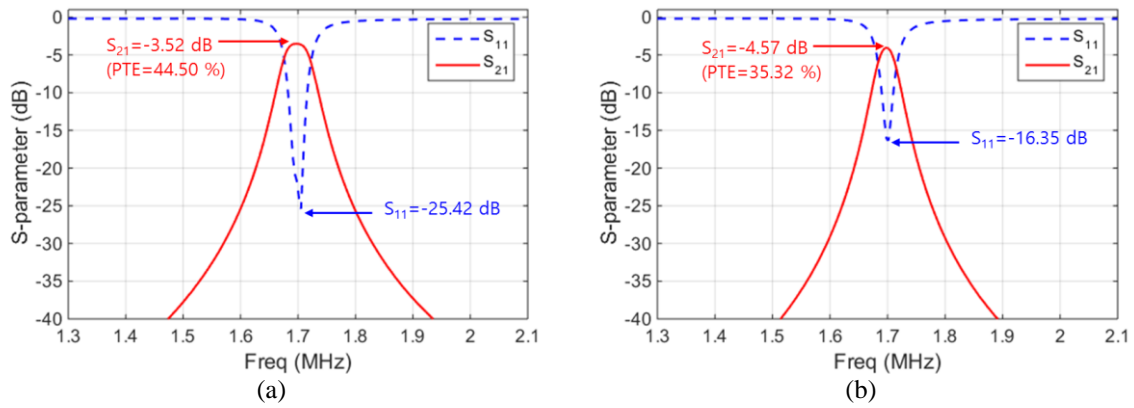 0
-5
-10
-15
-20
-25
-30
-35
-40
S-parameter (dB)
1.3 1.4 1.5 1.6 1.7 1.8 1.9 2 2.1
Freq (MHz)
S21=-3.52 dB
(PTE=44.50 %)
S11=-25.42 dB
S11
S21
(a)
0
-5
-10
-15
-20
-25
-30
-35
-40
S-parameter (dB)
1.3 1.4 1.5 1.6 1.7 1.8 1.9 2 2.1
Freq (MHz)
S21=-4.57 dB
(PTE=35.32 %)
S11=-16.35 dB
S11
S21
(b)